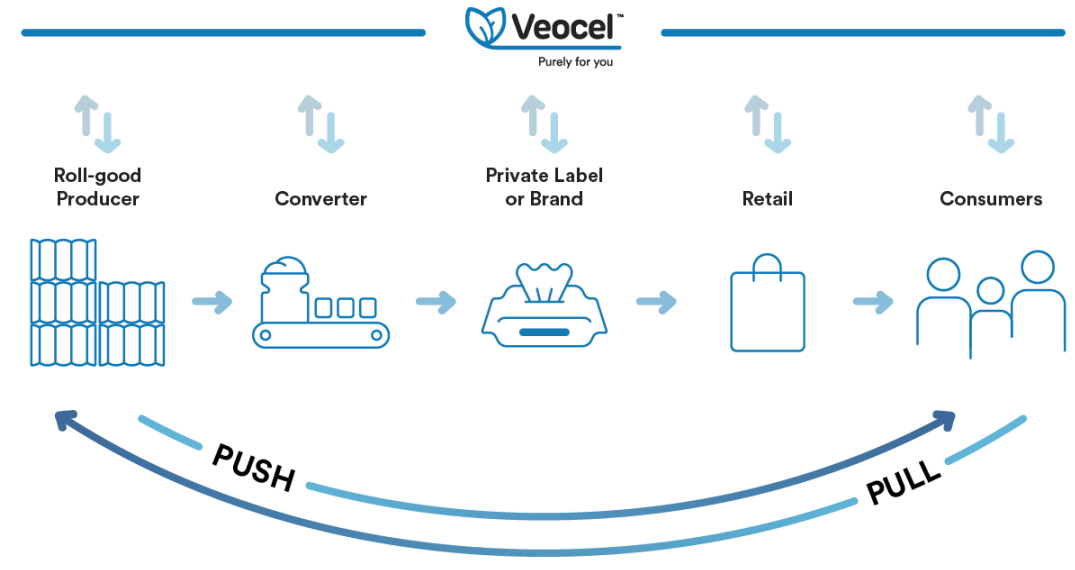 Veocel™
Purely for you
Roll-good
Producer
Converter
Private Label
or Brand
Retail
Consumers
PUSH
PULL